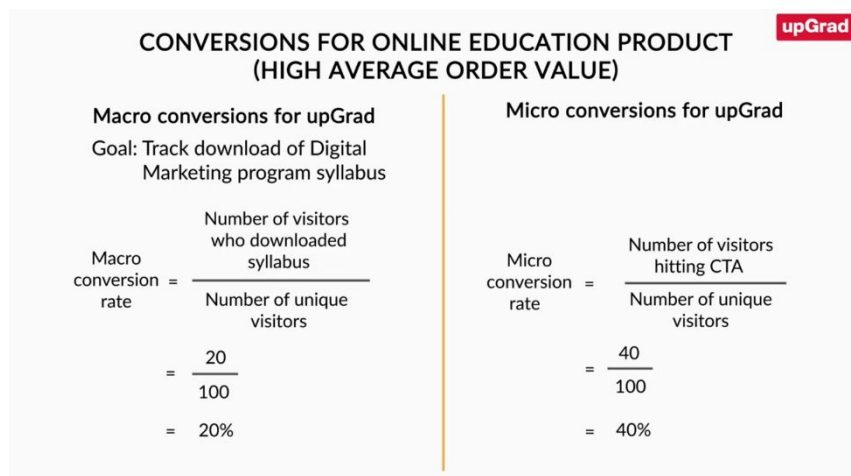 upGrad
CONVERSIONS FOR ONLINE EDUCATION PRODUCT
(HIGH AVERAGE ORDER VALUE)
Macro conversions for upGrad
Goal: Track download of Digital
Marketing program syllabus
Macro
conversion
rate
=
Number of visitors
who downloaded
syllabus
Number of unique
visitors
=
20
100
= 20%
Micro conversions for upGrad
Micro
conversion
rate
=
Number of visitors
hitting CTA
Number of unique
visitors
=
40
100
= 40%